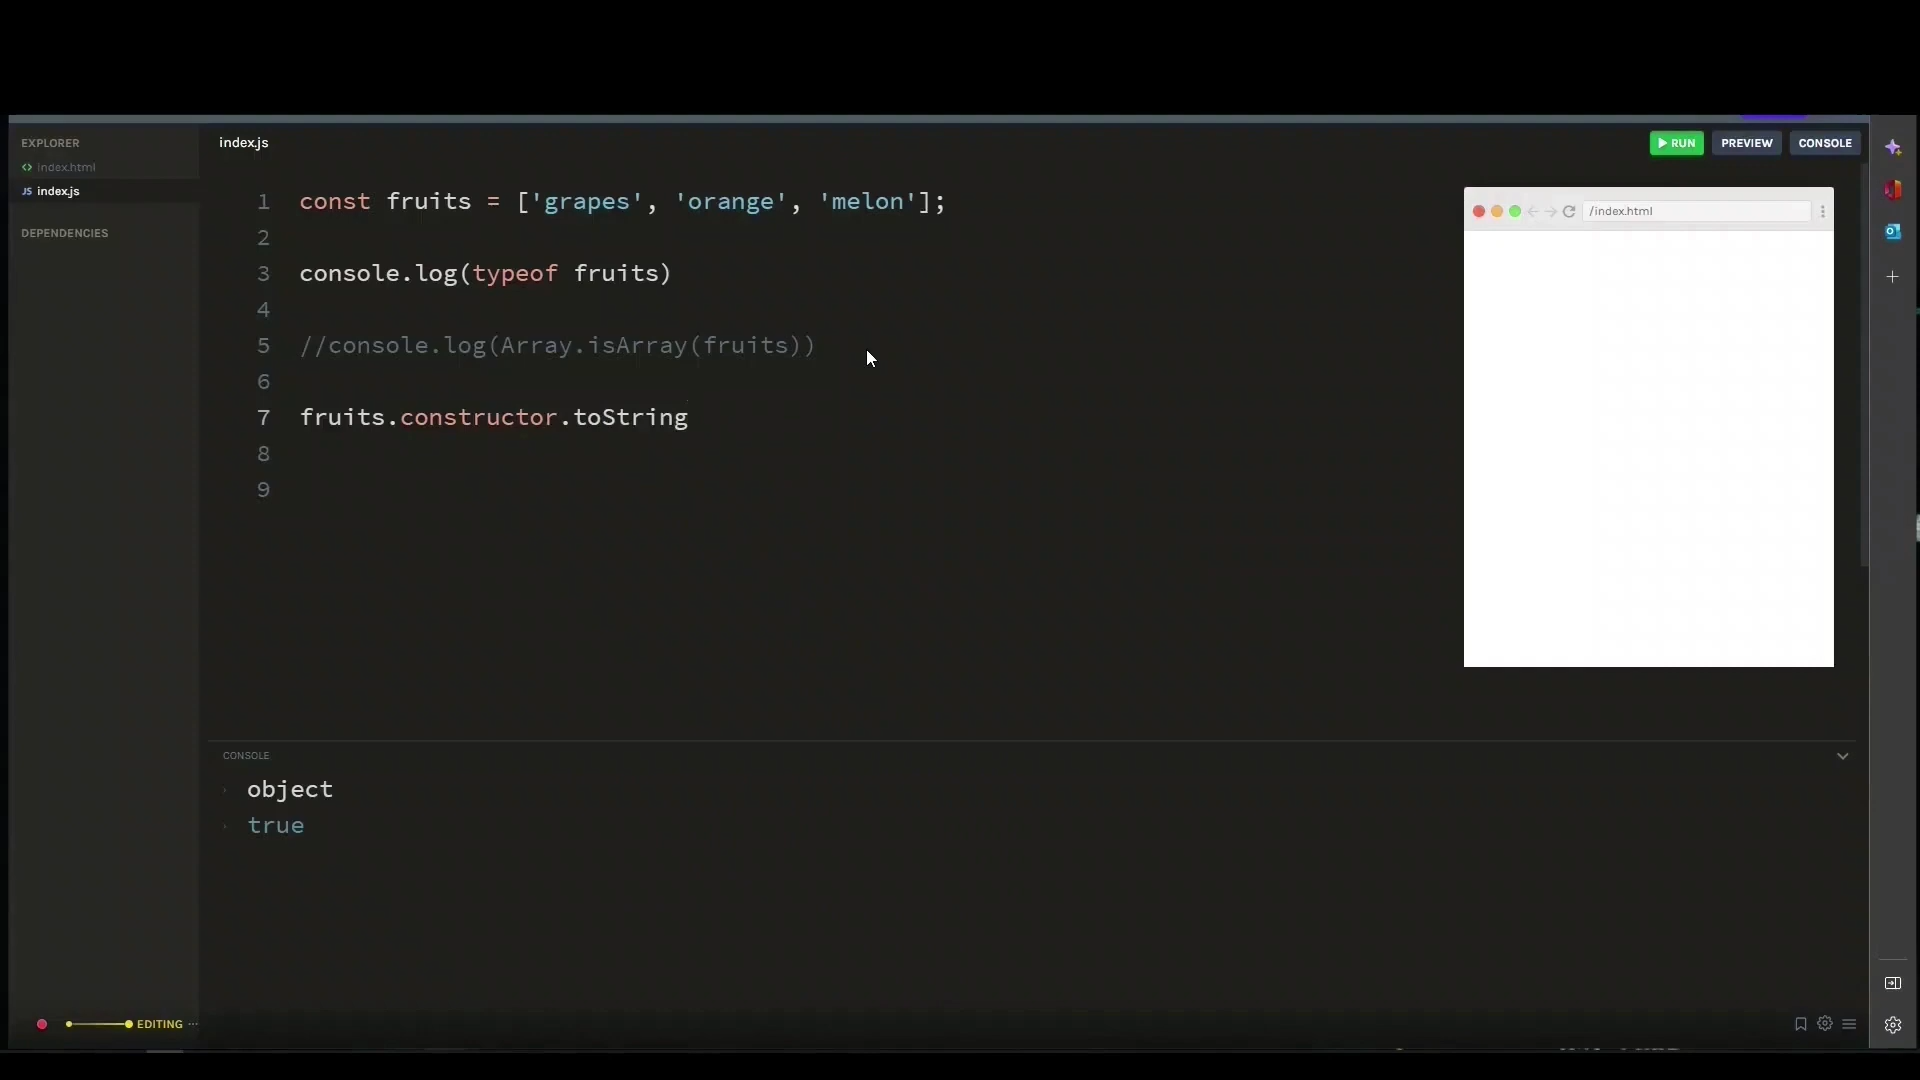 EXPLORER
index.html
JS index.js
DEPENDENCIES
index.js
RUN PREVIEW CONSOLE
1 const fruits = ['grapes', 'orange', 'melon'];
2
3 console.log(typeof fruits)
4
5 //console.log(Array.isArray(fruits))
6
7 fruits.constructor.toString
8
9
/index.html
CONSOLE
object
true
EDITING ...